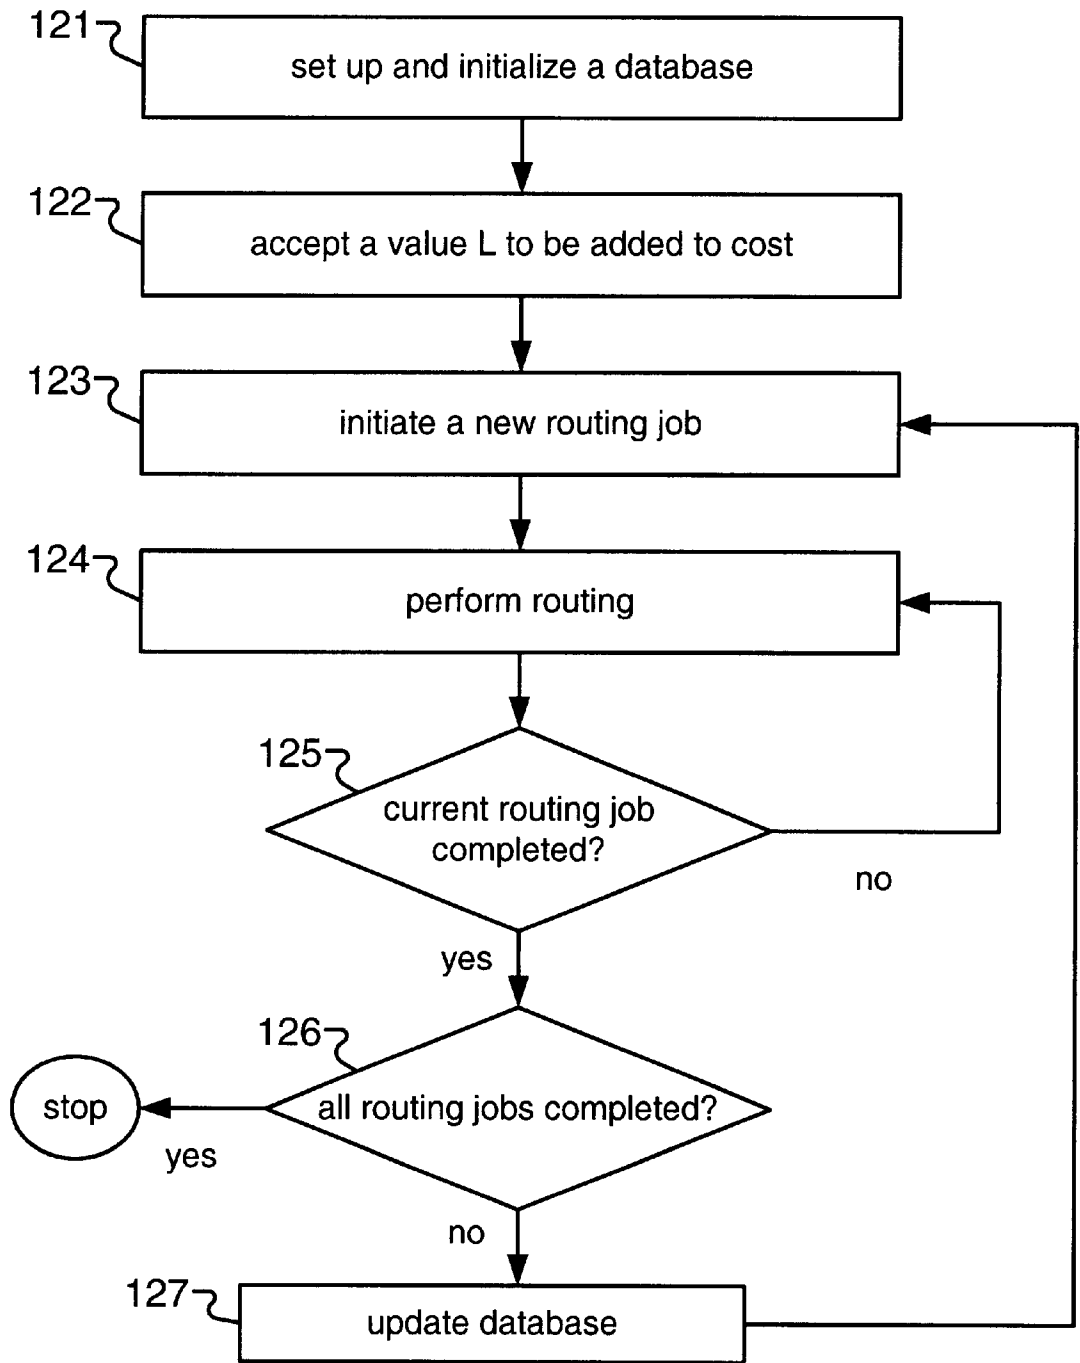 121
set up and initialize a database
122
accept a value L to be added to cost
123
initiate a new routing job
124
perform routing
125
current routing job
completed?
no
yes
126
all routing jobs completed?
stop
yes
no
127
update database